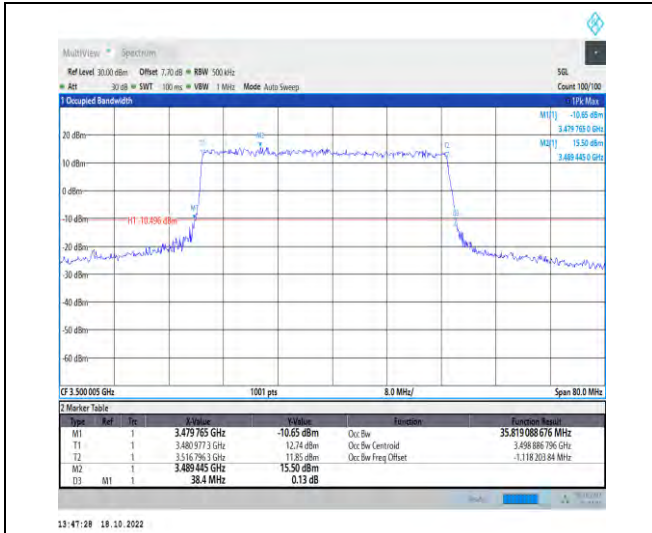 MultiView Spectrum
Ref Level 30.00 dBm Offset 7.70 dB RBW 500 kHz SGL
Att 30 dB SWT 100 ms VBW 1 MHz Mode Auto Sweep Count 100/100
1 Occupied Bandwidth 1Pk Max
M1[1] -10.65 dBm
3.479 765 0 GHz
20 dBm M2[1] 15.50 dBm
3.489 445 0 GHz
M2
T1 T2
10 dBm
0 dBm
M1
D3
-10 dBm H1 -10.496 dBm
-20 dBm
-30 dBm
-40 dBm
-50 dBm
-60 dBm
CF 3.500 005 GHz 1001 pts 8.0 MHz/ Span 80.0 MHz
2 Marker Table
Type Ref Trc X-Value Y-Value Function Function Result
M1 1 3.479 765 GHz -10.65 dBm Occ Bw 35.819 088 676 MHz
T1 1 3.480 977 3 GHz 12.74 dBm Occ Bw Centroid 3.498 886 796 GHz
T2 1 3.516 796 3 GHz 11.85 dBm Occ Bw Freq Offset -1.118 203 84 MHz
M2 1 3.489 445 GHz 15.50 dBm
D3 M1 1 38.4 MHz 0.13 dB
13:47:28 18.10.2022